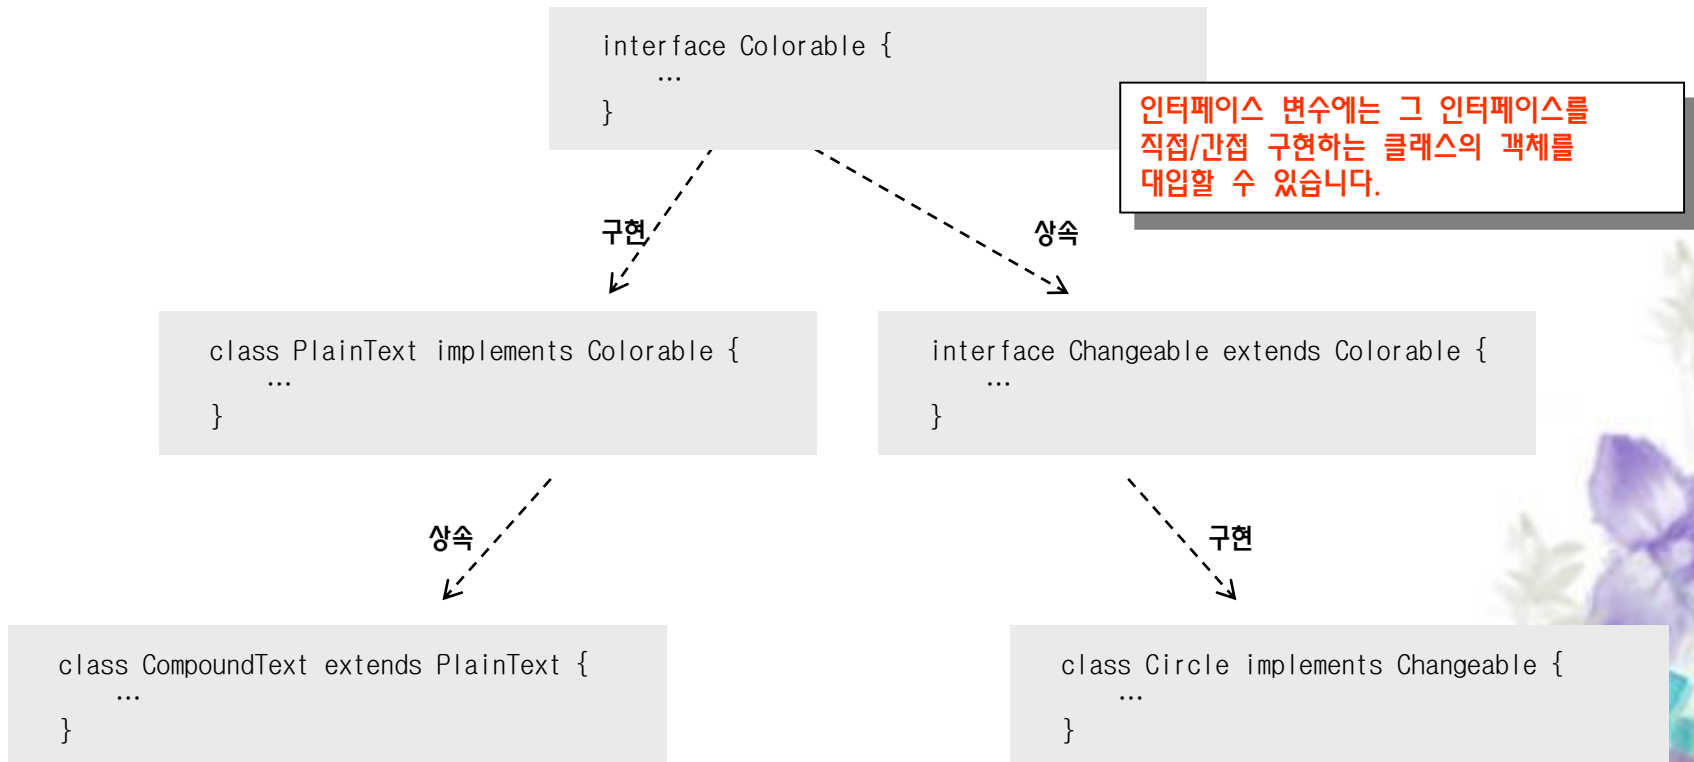 interface Colorable {
…
}
인터페이스 변수에는 그 인터페이스를
직접/간접 구현하는 클래스의 객체를
대입할 수 있습니다.
구현
상속
class PlainText implements Colorable {
…
}
interface Changeable extends Colorable {
…
}
상속
구현
class CompoundText extends PlainText {
…
}
class Circle implements Changeable {
…
}